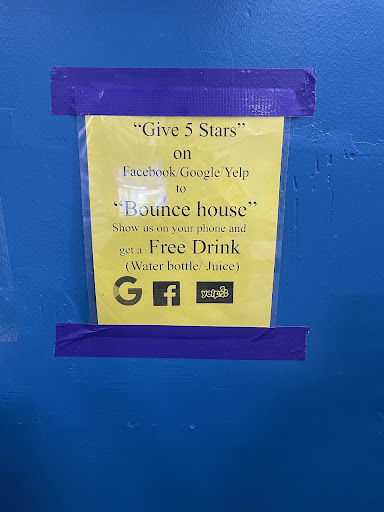 “Give 5 Stars”
on
Facebook/Google/Yelp
to
“Bounce house”
Show us on your phone and
get a Free Drink
(Water bottle/ Juice)
G f yelp